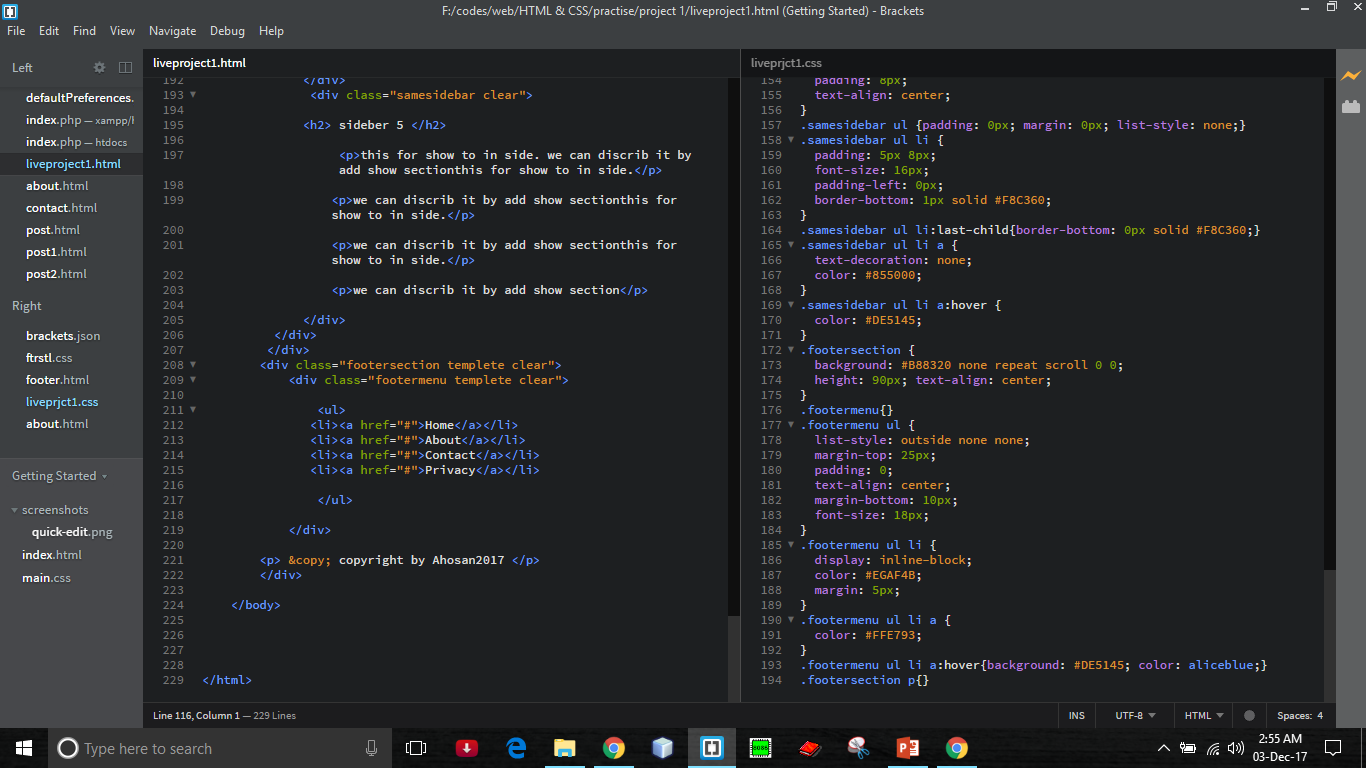 F:/codes/web/HTML & CSS/practise/project 1/liveproject1.html (Getting Started) - Brackets
File Edit Find View Navigate Debug Help
Left
defaultPreferences.
index.php — xampp/h
index.php — htdocs
liveproject1.html
about.html
contact.html
post.html
post1.html
post2.html
Right
brackets.json
ftrstl.css
footer.html
liveprjct1.css
about.html
Getting Started
screenshots
quick-edit.png
index.html
main.css
liveproject1.html
192 </div>
193 <div class="samesidebar clear">
194
195 <h2> sideber 5 </h2>
196
197 <p>this for show to in side. we can discrib it by
add show sectionthis for show to in side.</p>
198
199 <p>we can discrib it by add show sectionthis for
show to in side.</p>
200
201 <p>we can discrib it by add show sectionthis for
show to in side.</p>
202
203 <p>we can discrib it by add show section</p>
204
205 </div>
206 </div>
207 </div>
208 <div class="footersection templete clear">
209 <div class="footermenu templete clear">
210
211 <ul>
212 <li><a href="#">Home</a></li>
213 <li><a href="#">About</a></li>
214 <li><a href="#">Contact</a></li>
215 <li><a href="#">Privacy</a></li>
216
217 </ul>
218
219 </div>
220
221 <p> &copy; copyright by Ahosan2017 </p>
222 </div>
223
224 </body>
225
226
227
228
229 </html>
liveprjct1.css
154 padding: 8px;
155 text-align: center;
156 }
157 .samesidebar ul {padding: 0px; margin: 0px; list-style: none;}
158 .samesidebar ul li {
159 padding: 5px 8px;
160 font-size: 16px;
161 padding-left: 0px;
162 border-bottom: 1px solid #F8C360;
163 }
164 .samesidebar ul li:last-child{border-bottom: 0px solid #F8C360;}
165 .samesidebar ul li a {
166 text-decoration: none;
167 color: #855000;
168 }
169 .samesidebar ul li a:hover {
170 color: #DE5145;
171 }
172 .footersection {
173 background: #B88320 none repeat scroll 0 0;
174 height: 90px; text-align: center;
175 }
176 .footermenu{}
177 .footermenu ul {
178 list-style: outside none none;
179 margin-top: 25px;
180 padding: 0;
181 text-align: center;
182 margin-bottom: 10px;
183 font-size: 18px;
184 }
185 .footermenu ul li {
186 display: inline-block;
187 color: #EGAF4B;
188 margin: 5px;
189 }
190 .footermenu ul li a {
191 color: #FFE793;
192 }
193 .footermenu ul li a:hover{background: #DE5145; color: aliceblue;}
194 .footersection p{}
Line 116, Column 1 — 229 Lines
INS UTF-8 HTML Spaces: 4
Type here to search
2:55 AM
03-Dec-17